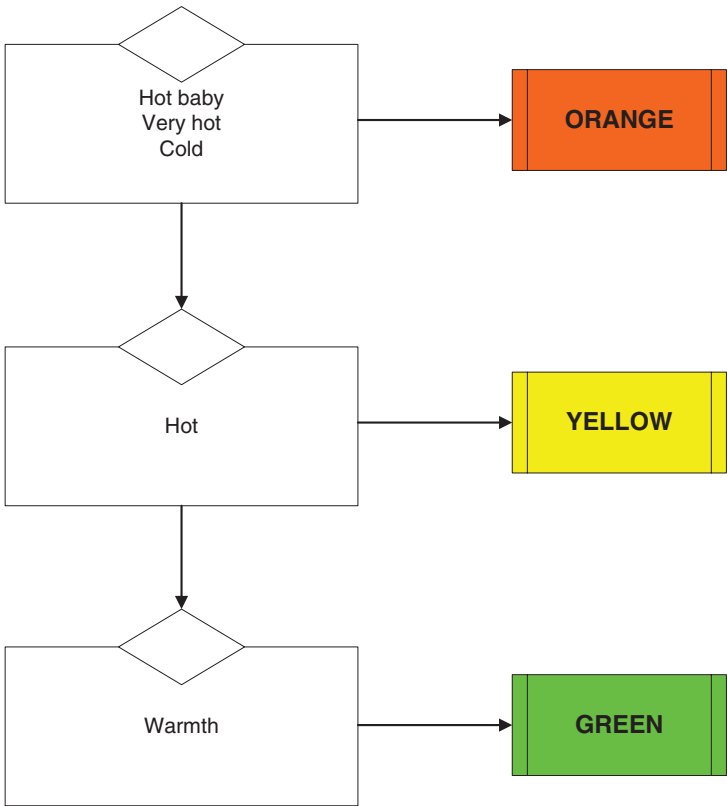 Hot baby
Very hot
Cold
ORANGE
Hot
YELLOW
Warmth
GREEN